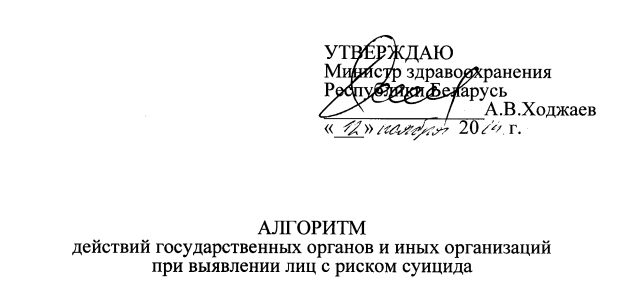 УТВЕРЖДАЮ
Министр здравоохранения
Республики Беларусь
А.В.Ходжаев
« 12 » ноября 2024 г.
АЛГОРИТМ
действий государственных органов и иных организаций
при выявлении лиц с риском суицида